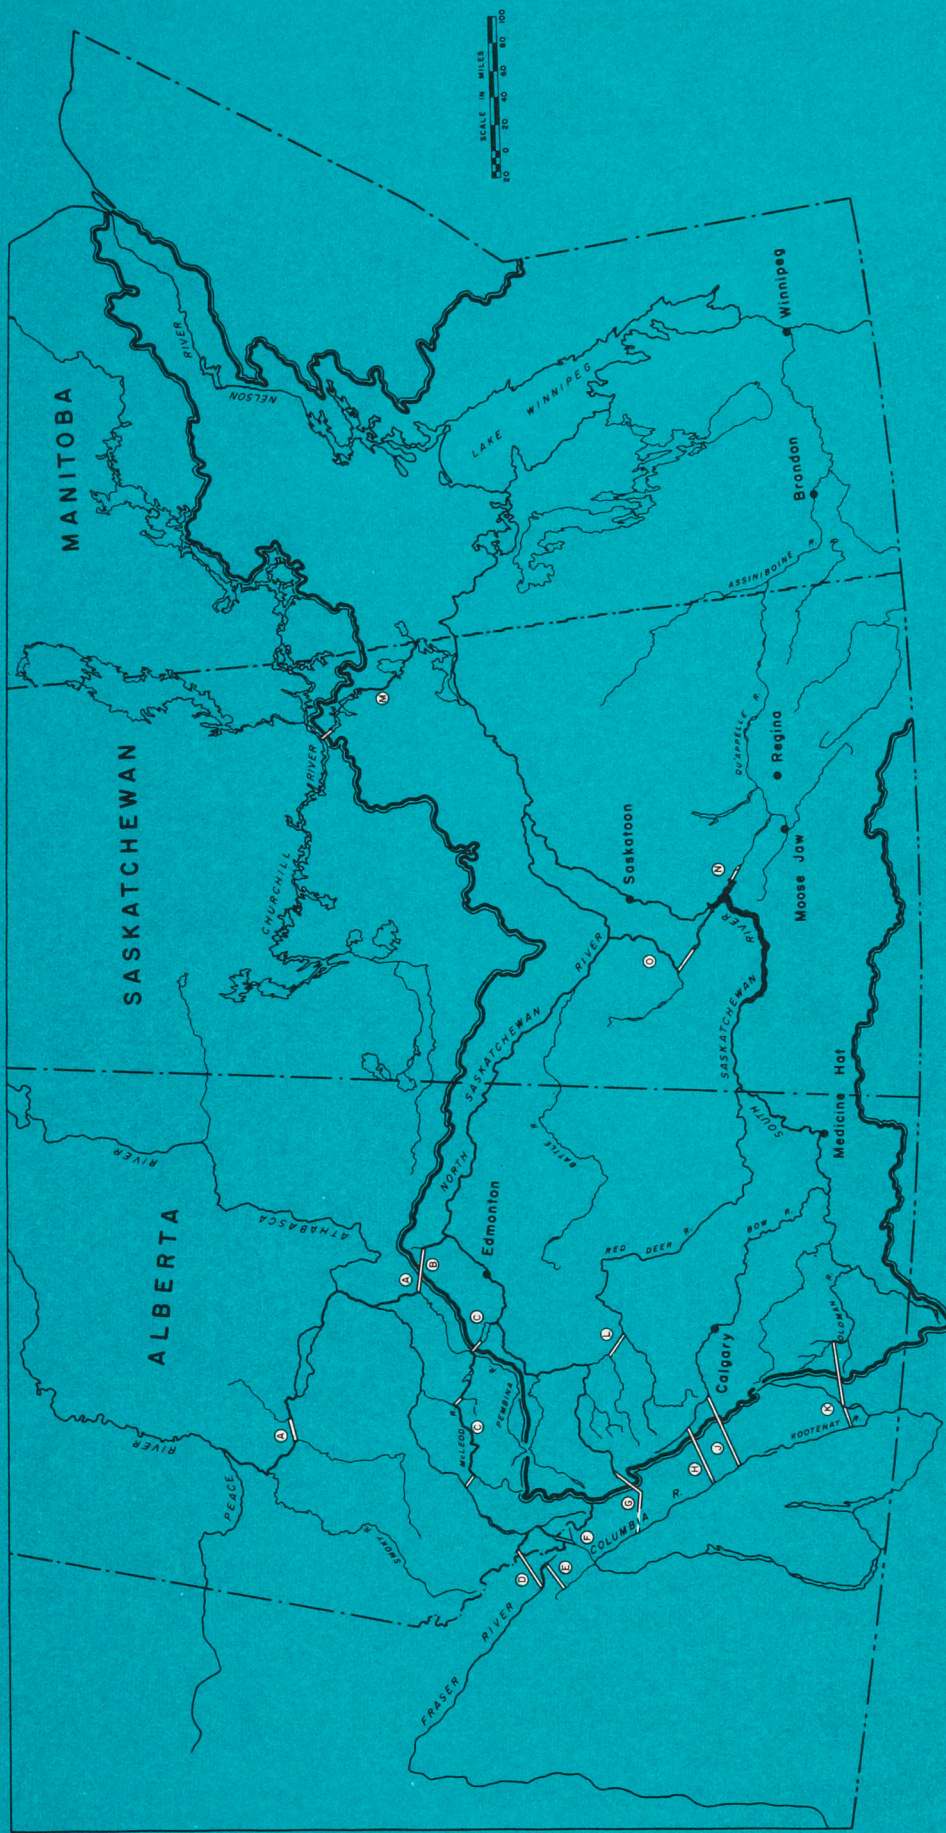 ALBERTA
SASKATCHEWAN
MANITOBA
PEACE
RIVER
SMOKY R.
ATHABASCA
RIVER
CHURCHILL
RIVER
NELSON
RIVER
FRASER
RIVER
McLEOD R.
PEMBINA
R.
NORTH SASKATCHEWAN RIVER
Edmonton
BATTLE R.
COLUMBIA
R.
RED DEER R.
Calgary
BOW R.
KOOTENAY R.
OLDMAN R.
Medicine Hat
SOUTH
SASKATCHEWAN
RIVER
Saskatoon
Moose Jaw
Regina
QU'APPELLE R.
ASSINIBOINE R.
R.
Brandon
Winnipeg
LAKE WINNIPEG
A
A
B
C
C
D
E
F
G
H
J
K
L
M
N
O
SCALE IN MILES
20 0 20 40 60 80 100